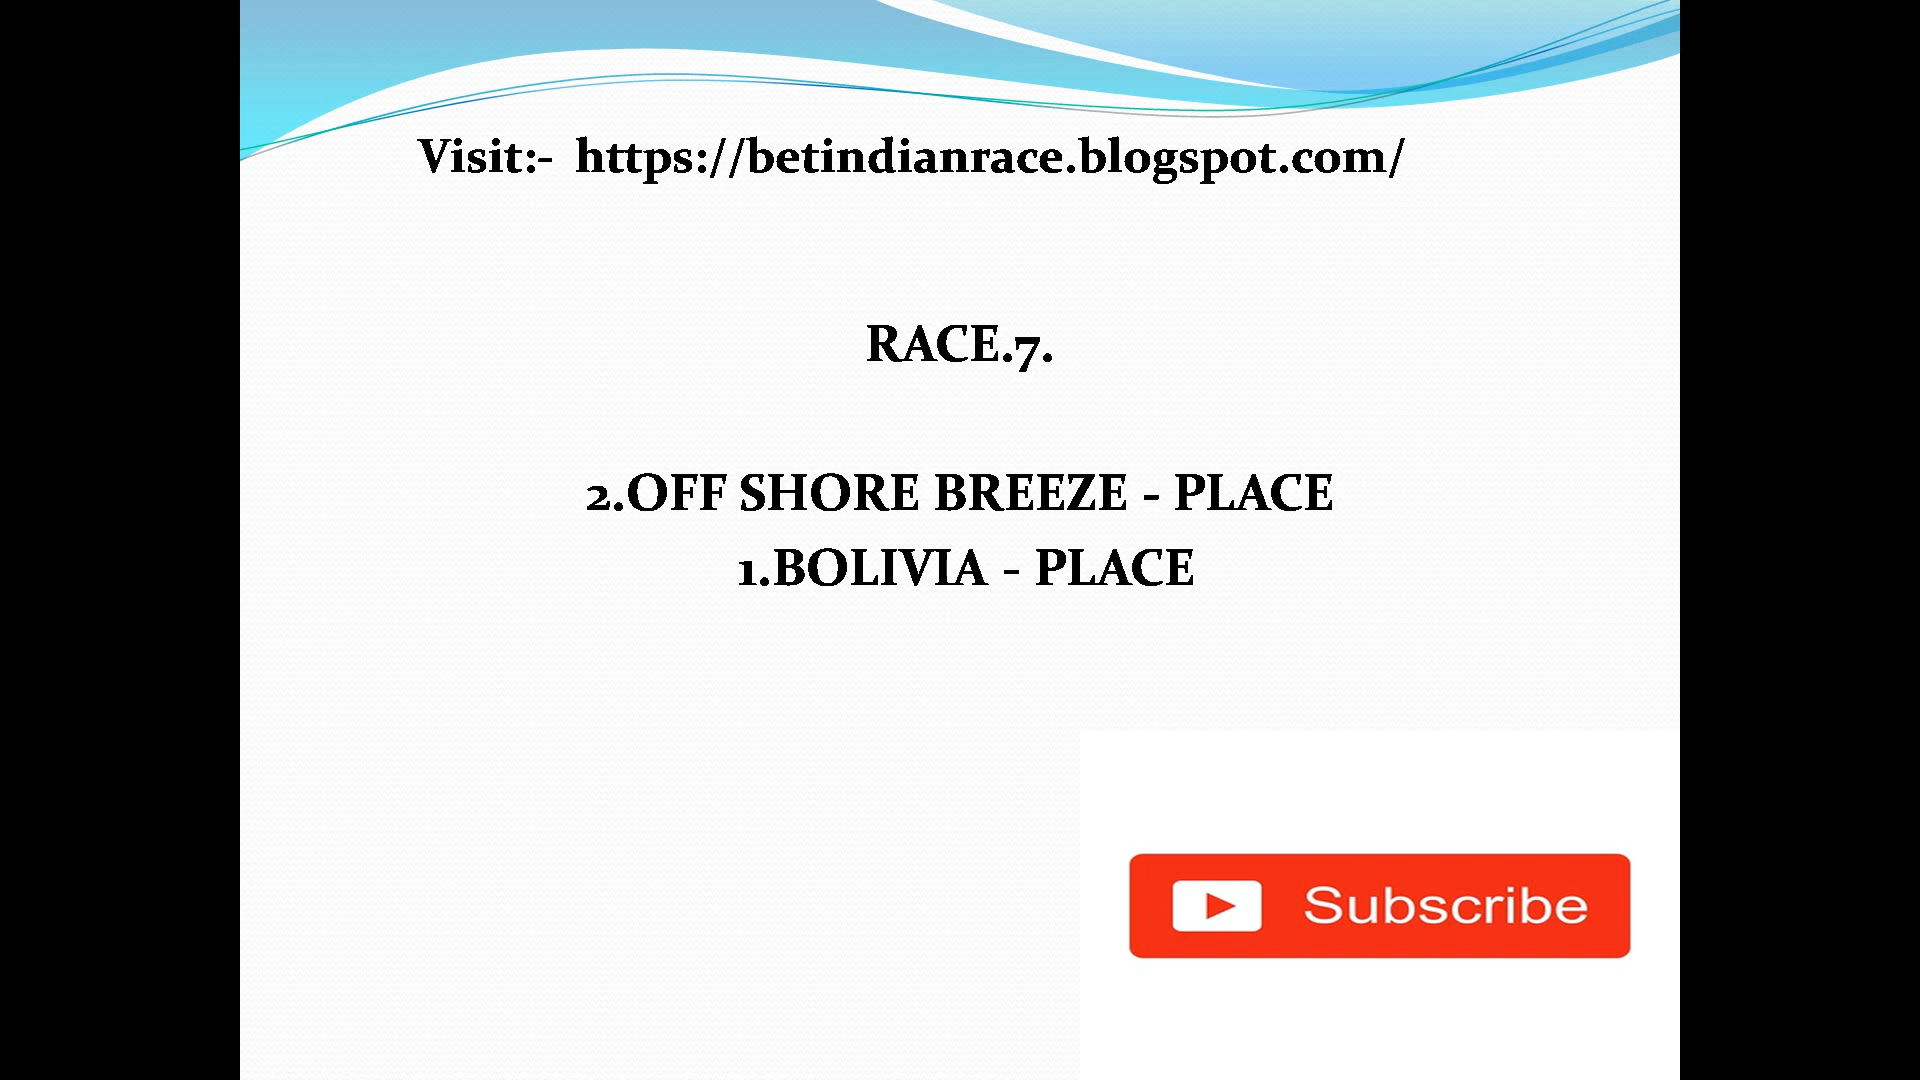 Visit:-  https://betindianrace.blogspot.com/
RACE.7.
2.OFF SHORE BREEZE - PLACE
1.BOLIVIA - PLACE
Subscribe